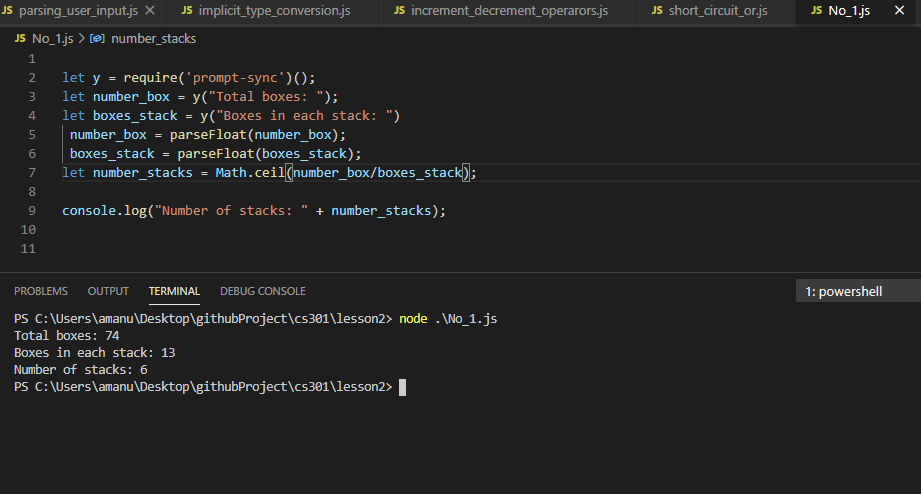 JS parsing_user_input.js × JS implicit_type_conversion.js JS increment_decrement_operarors.js JS short_circuit_or.js JS No_1.js ×
JS No_1.js > number_stacks
1
2 let y = require('prompt-sync')();
3 let number_box = y("Total boxes: ");
4 let boxes_stack = y("Boxes in each stack: ")
5 number_box = parseFloat(number_box);
6 boxes_stack = parseFloat(boxes_stack);
7 let number_stacks = Math.ceil(number_box/boxes_stack);
8
9 console.log("Number of stacks: " + number_stacks);
10
11
PROBLEMS OUTPUT TERMINAL DEBUG CONSOLE 1: powershell
PS C:\Users\amanu\Desktop\githubProject\cs301\lesson2> node .\No_1.js
Total boxes: 74
Boxes in each stack: 13
Number of stacks: 6
PS C:\Users\amanu\Desktop\githubProject\cs301\lesson2>